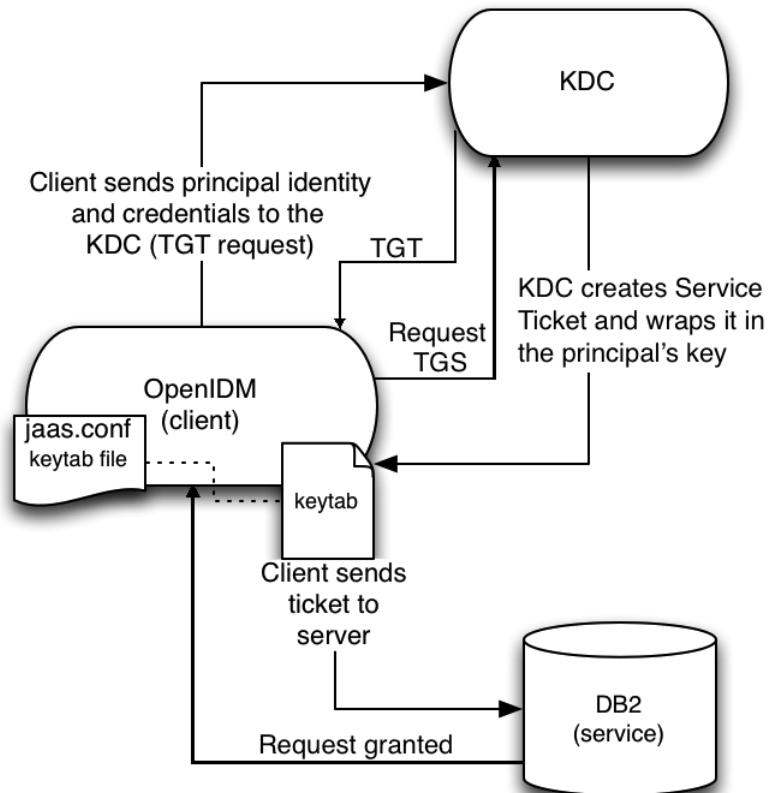 KDC
Client sends principal identity
and credentials to the
KDC (TGT request)
TGT
KDC creates Service
Ticket and wraps it in
the principal's key
Request
TGS
OpenIDM
(client)
jaas.conf
keytab file
keytab
Client sends
ticket to
server
DB2
(service)
Request granted